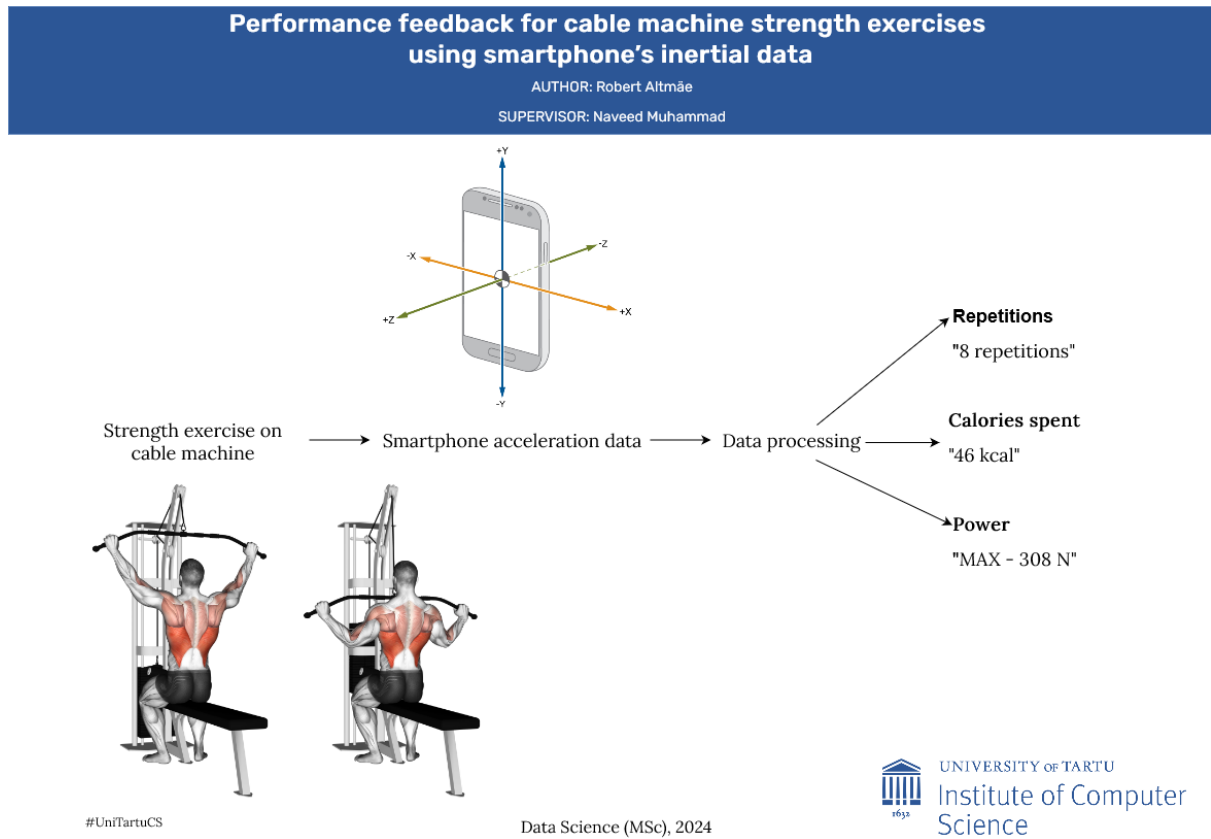 Performance feedback for cable machine strength exercises
using smartphone's inertial data
AUTHOR: Robert Altmäe
SUPERVISOR: Naveed Muhammad
+Y
-Z
-X
+Z
+X
-Y
Repetitions
"8 repetitions"
Strength exercise on
cable machine
Smartphone acceleration data
Data processing
Calories spent
"46 kcal"
Power
"MAX - 308 N"
#UniTartuCS
Data Science (MSc), 2024
1632
UNIVERSITY OF TARTU
Institute of Computer
Science